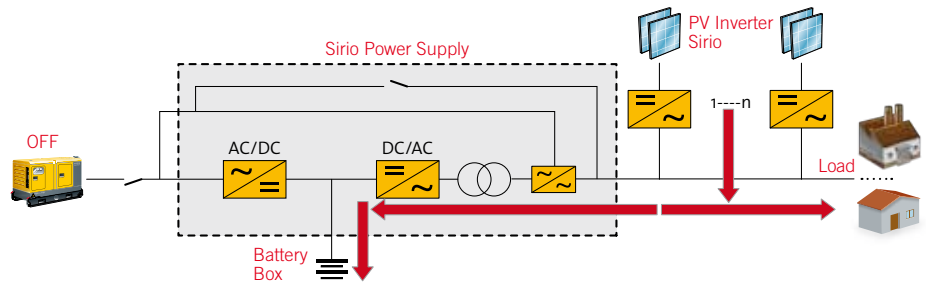 PV Inverter
Sirio
Sirio Power Supply
1----n
OFF
AC/DC
DC/AC
Load
Battery
Box